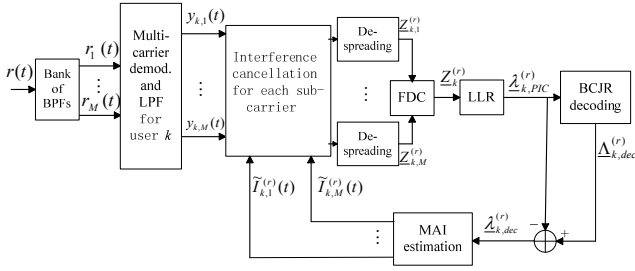 r(t)
Bank of BPFs
r_1(t)
⋮
r_M(t)
Multi-carrier demod. and LPF for user k
y_{k,1}(t)
⋮
y_{k,M}(t)
Interference cancellation for each sub-carrier
De-spreading
Z_{k,1}^{(r)}
⋮
De-spreading
Z_{k,M}
FDC
Z_k^{(r)}
LLR
λ_{k,PIC}^{(r)}
BCJR decoding
Λ_{k,dec}^{(r)}
Ĩ_{k,1}^{(r)}(t)
Ĩ_{k,M}^{(r)}(t)
⋮
MAI estimation
λ̃_{k,dec}^{(r)}
− +